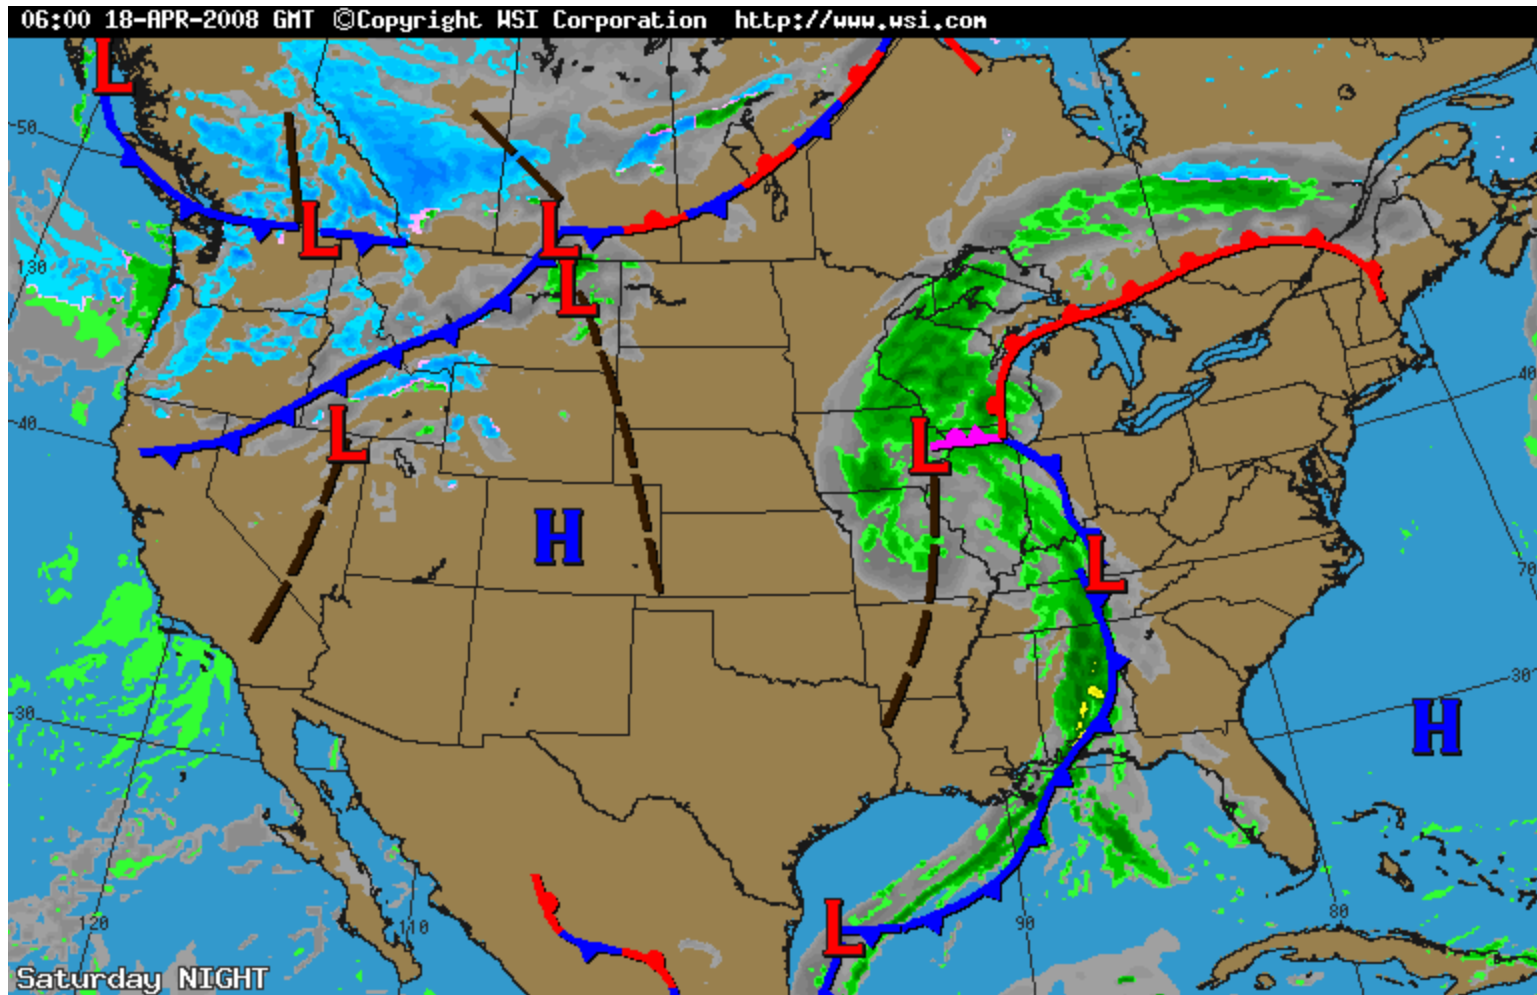 06:00 18-APR-2008 GMT ©Copyright WSI Corporation http://www.wsi.com
L
50
L
L
130
L
40
40
L
L
H
L
70
30
30
H
120
110
L
90
80
Saturday NIGHT